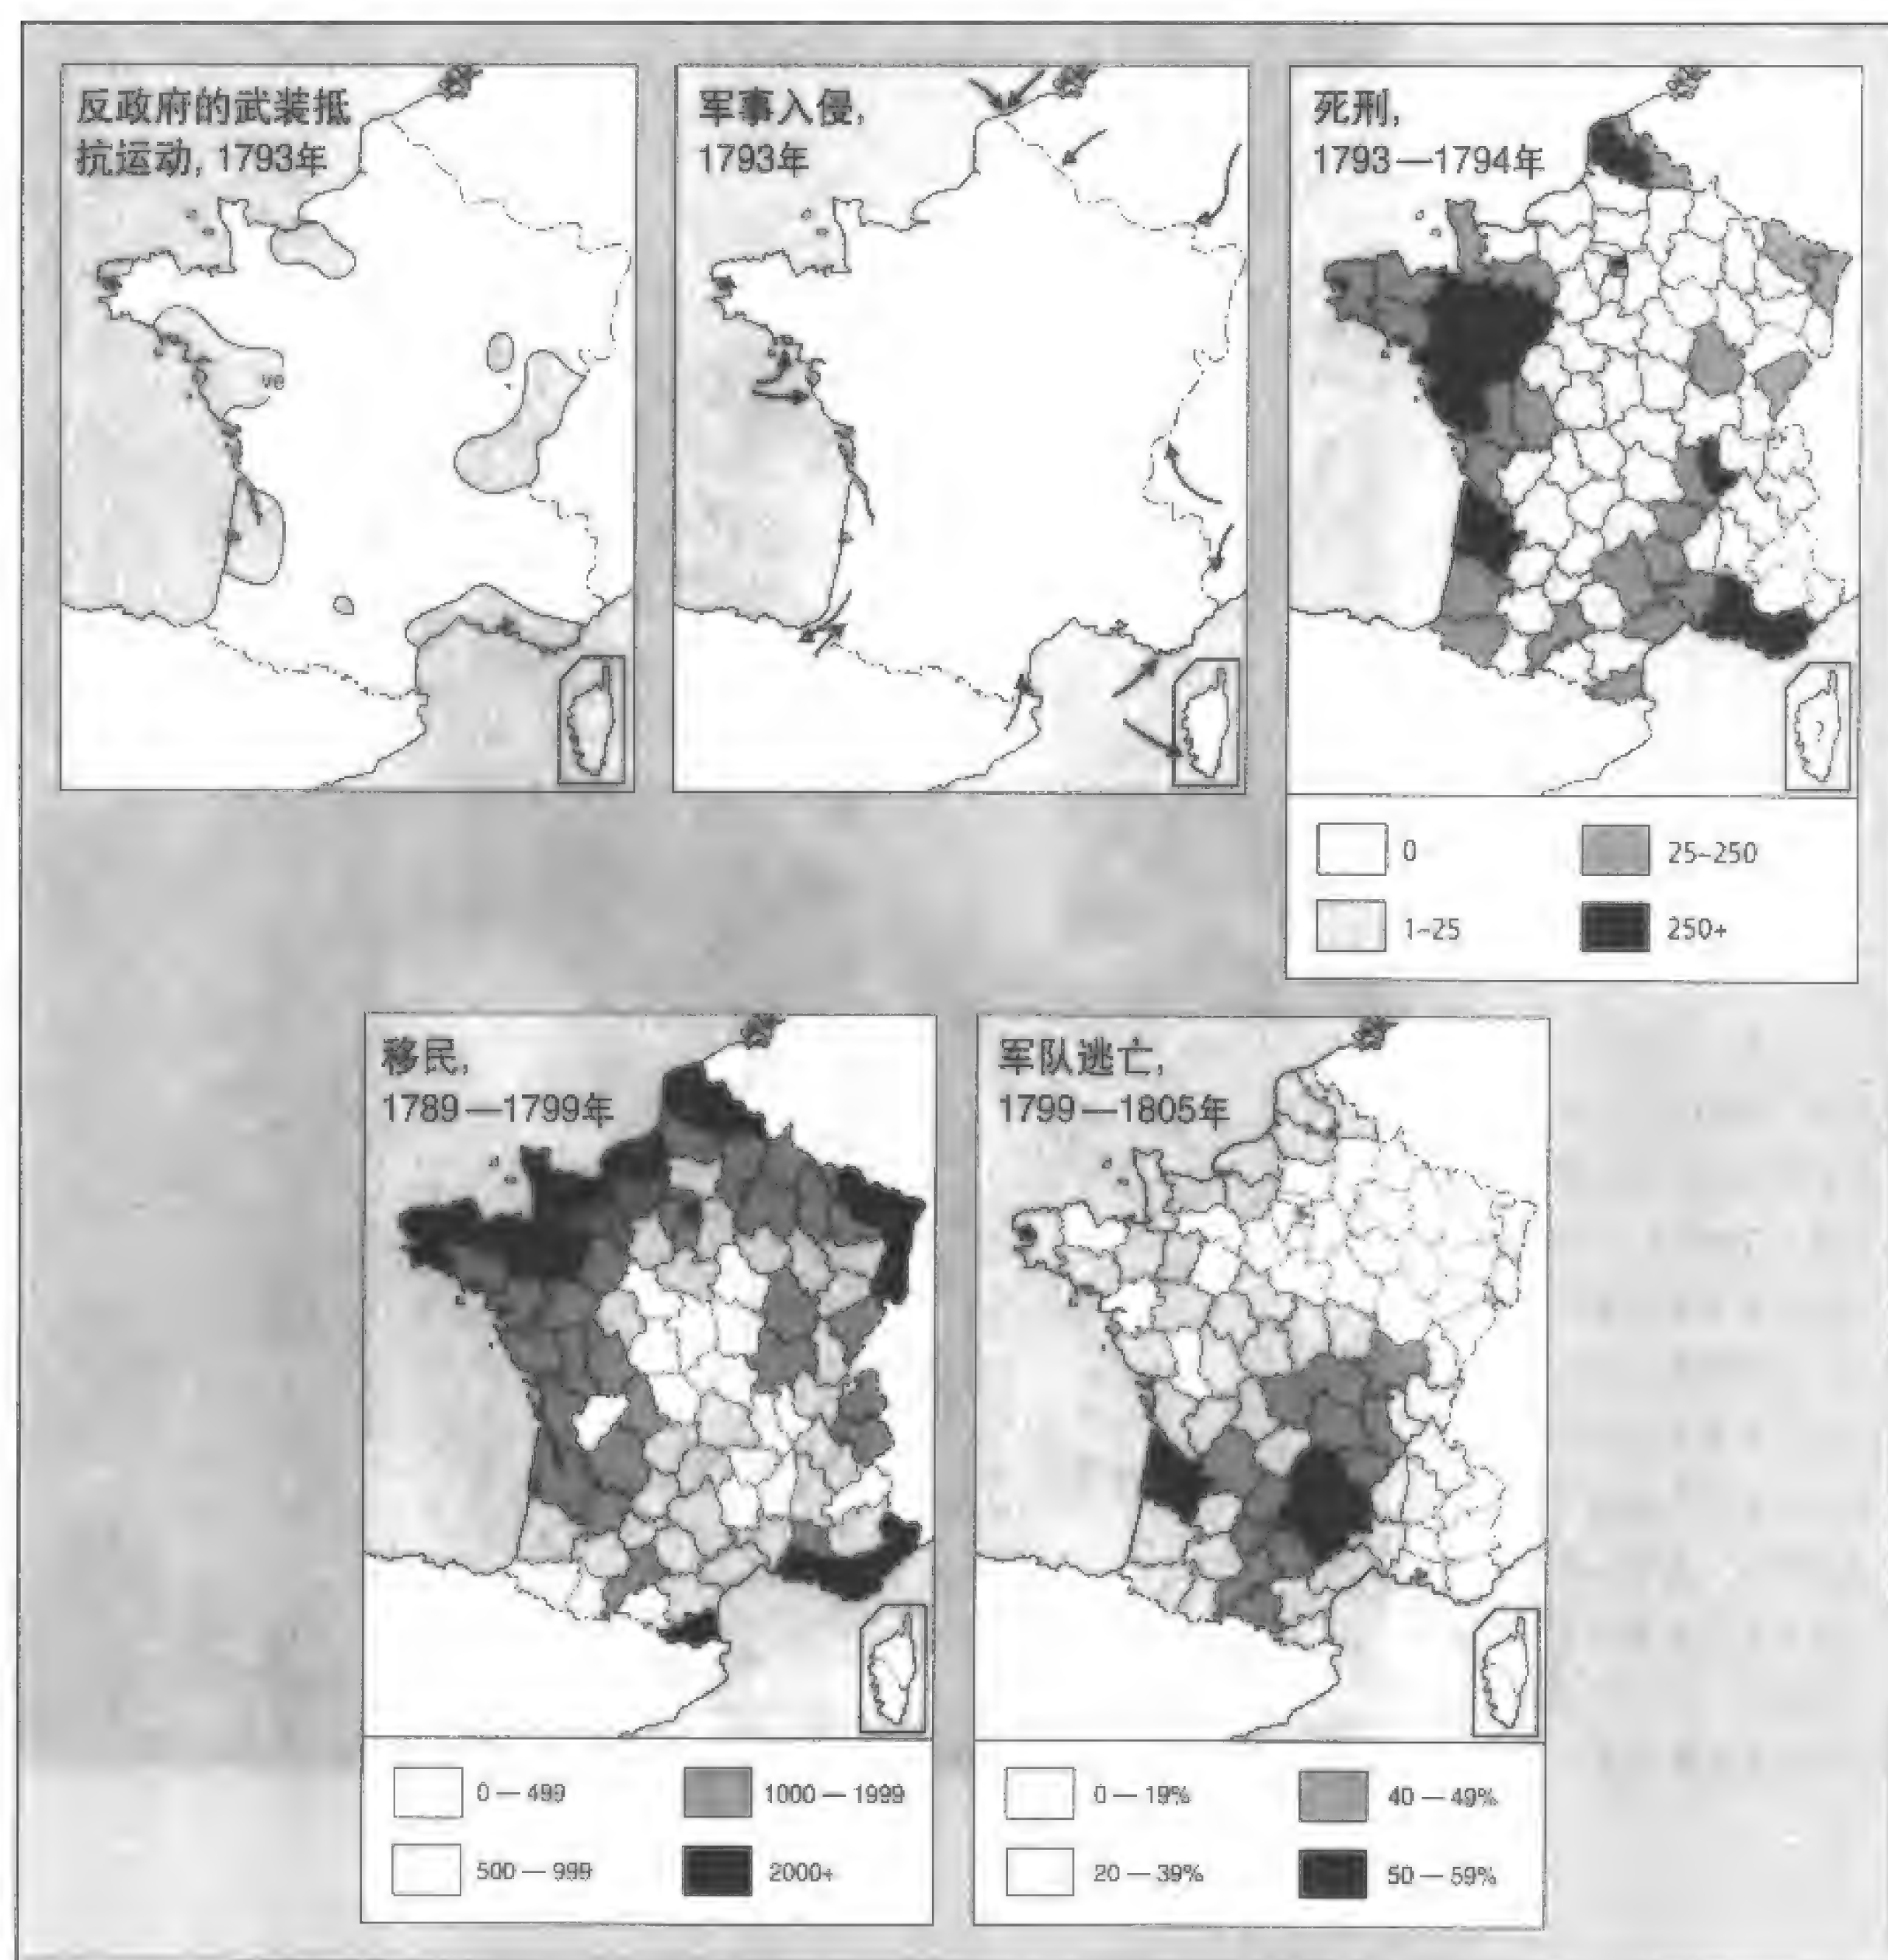 反政府的武装抵
抗运动, 1793年
ve
军事入侵,
1793年
死刑,
1793—1794年
0
25-250
1-25
250+
移民,
1789—1799年
0—499
1000—1999
500—999
2000+
军队逃亡,
1799—1805年
0—19%
40—49%
20—39%
50—59%